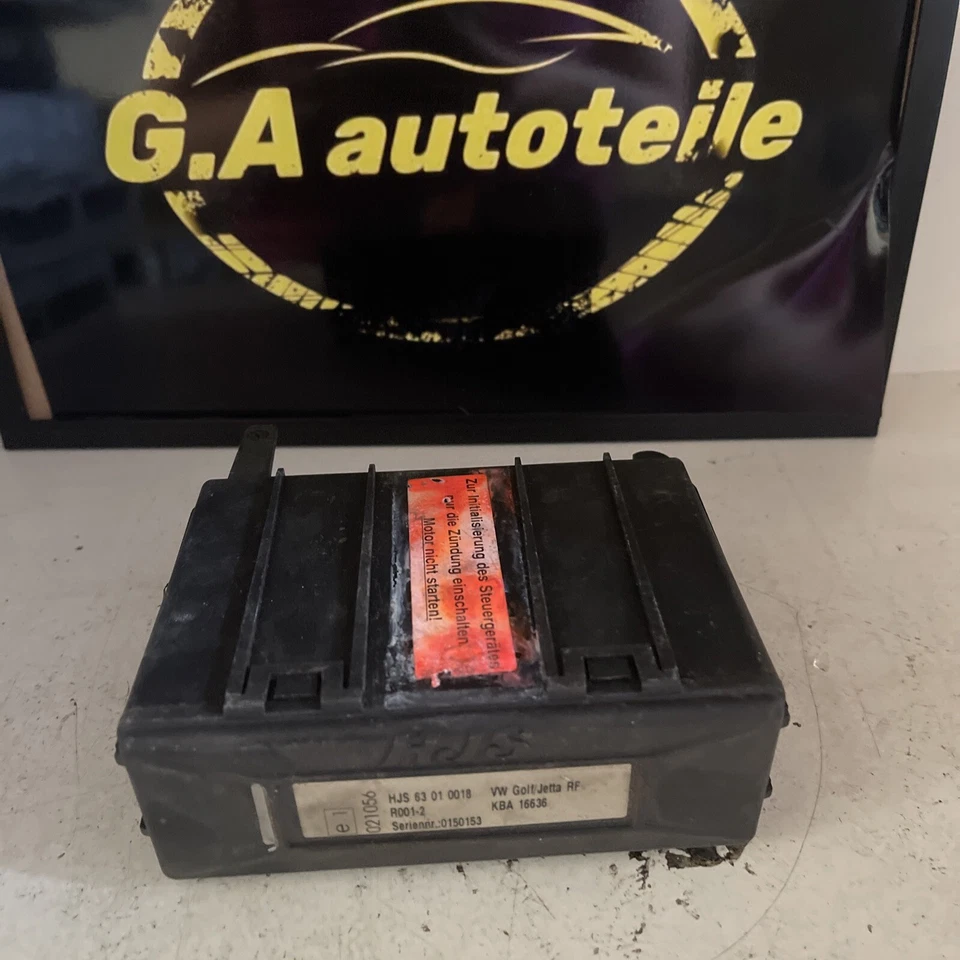 G.A autoteile
Zur Initialisierung des Steuergerätes
nur die Zündung einschalten
Motor nicht starten!
HJS
e 1
021056
HJS 63 01 0018 VW Golf/Jetta RF
R001-2 KBA 16636
Seriennr.:0150153